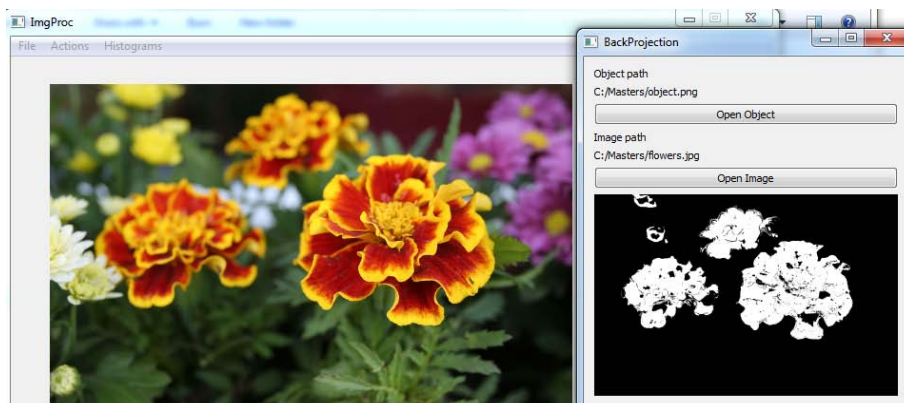 ImgProc
File Actions Histograms
BackProjection
Object path
C:/Masters/object.png
Open Object
Image path
C:/Masters/flowers.jpg
Open Image